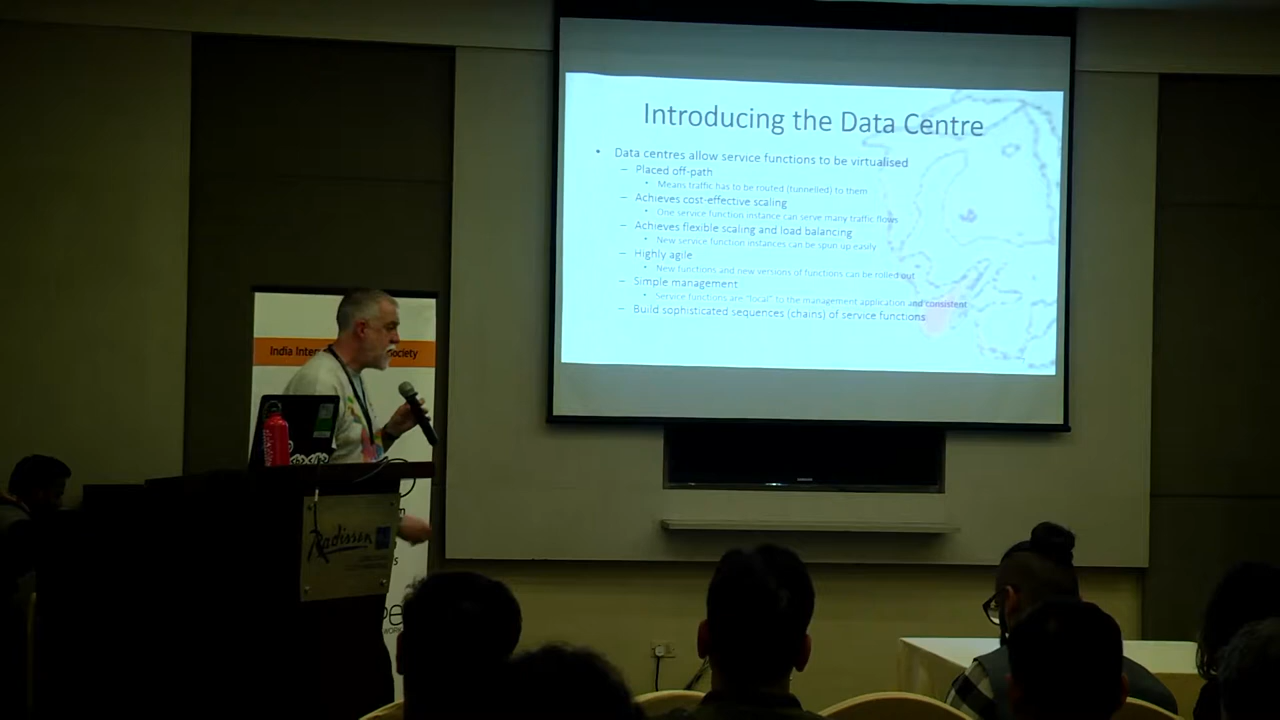 Introducing the Data Centre
• Data centres allow service functions to be virtualised
– Placed off-path
• Means traffic has to be routed (tunnelled) to them
– Achieves cost-effective scaling
• One service function instance can serve many traffic flows
– Achieves flexible scaling and load balancing
• New service function instances can be spun up easily
– Highly agile
• New functions and new versions of functions can be rolled out
– Simple management
• Service functions are "local" to the management application and consistent
– Build sophisticated sequences (chains) of service functions
India Inter
ociety
Radisson
SAMSUNG